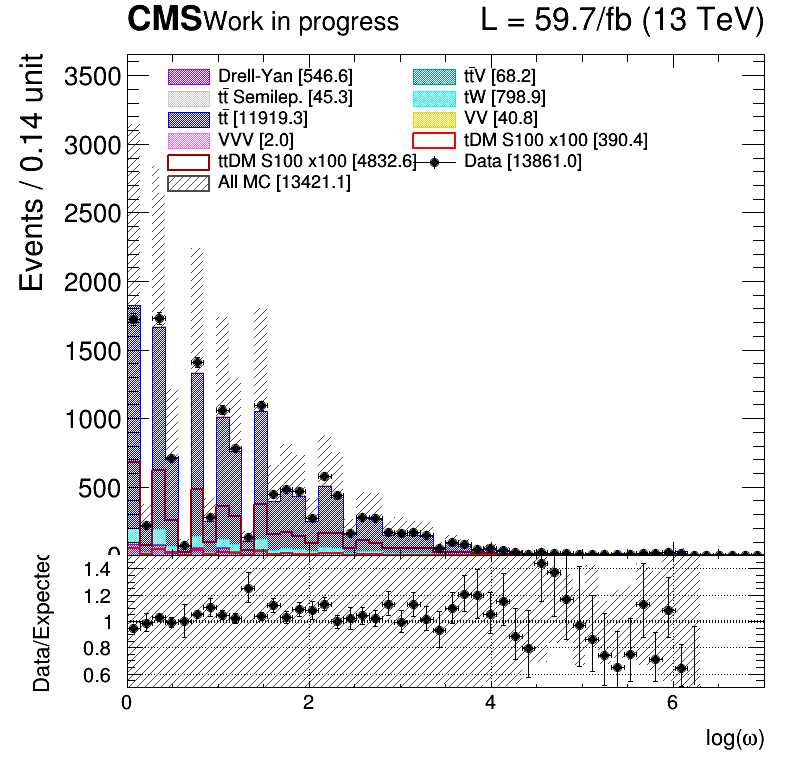 CMS Work in progress L = 59.7/fb (13 TeV)
Events / 0.14 unit
3500
3000
2500
2000
1500
1000
500
0
Drell-Yan [546.6] tt̄V [68.2]
tt̄ Semilep. [45.3] tW [798.9]
tt̄ [11919.3] VV [40.8]
VVV [2.0] tDM S100 x100 [390.4]
ttDM S100 x100 [4832.6] Data [13861.0]
All MC [13421.1]
Data/Expected
1.4
1.2
1
0.8
0.6
0 2 4 6
log(ω)